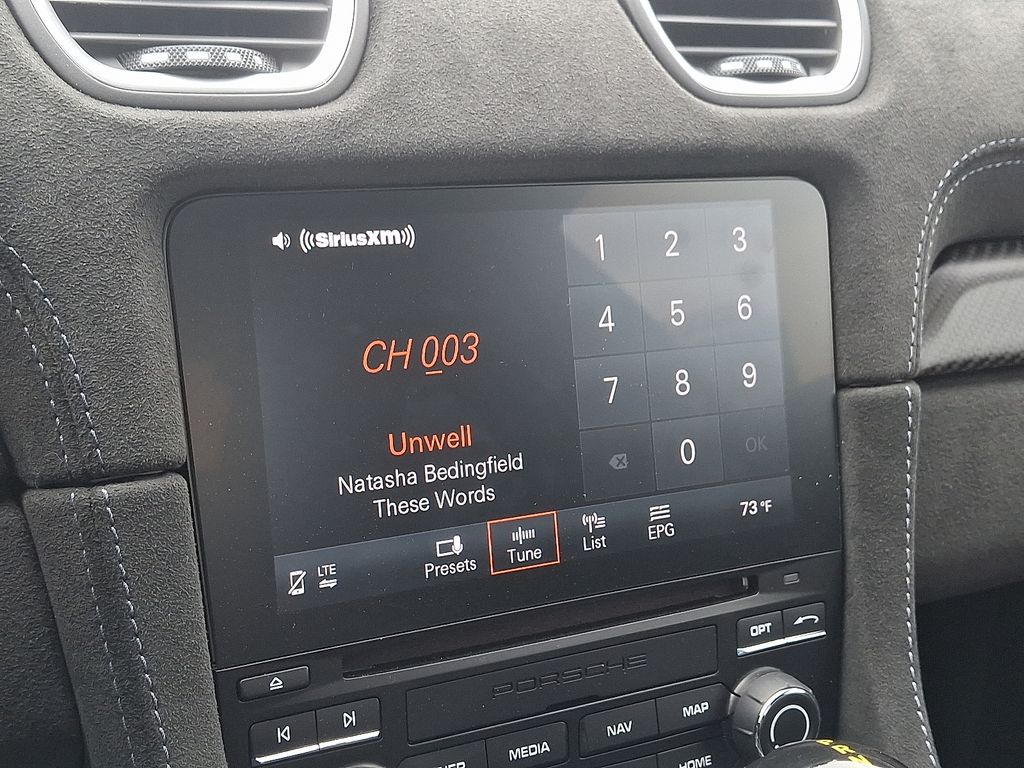 SiriusXM
1 2 3
CH 003
4 5 6
7 8 9
Unwell
Natasha Bedingfield
These Words
0 OK
73 °F
LTE
Presets
Tune
List
EPG
OPT
PORSCHE
MEDIA
NAV
MAP
HOME